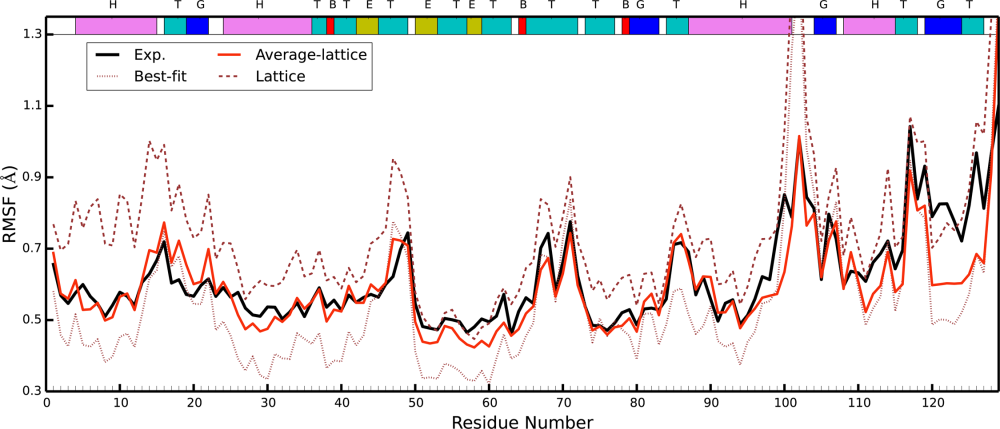 H T G H T B T E T E T E T B T T B G T H G H T G T
1.3
Exp.
Average-lattice
Best-fit
Lattice
1.1
0.9
0.7
0.5
0.3
RMSF (Å)
0 10 20 30 40 50 60 70 80 90 100 110 120
Residue Number